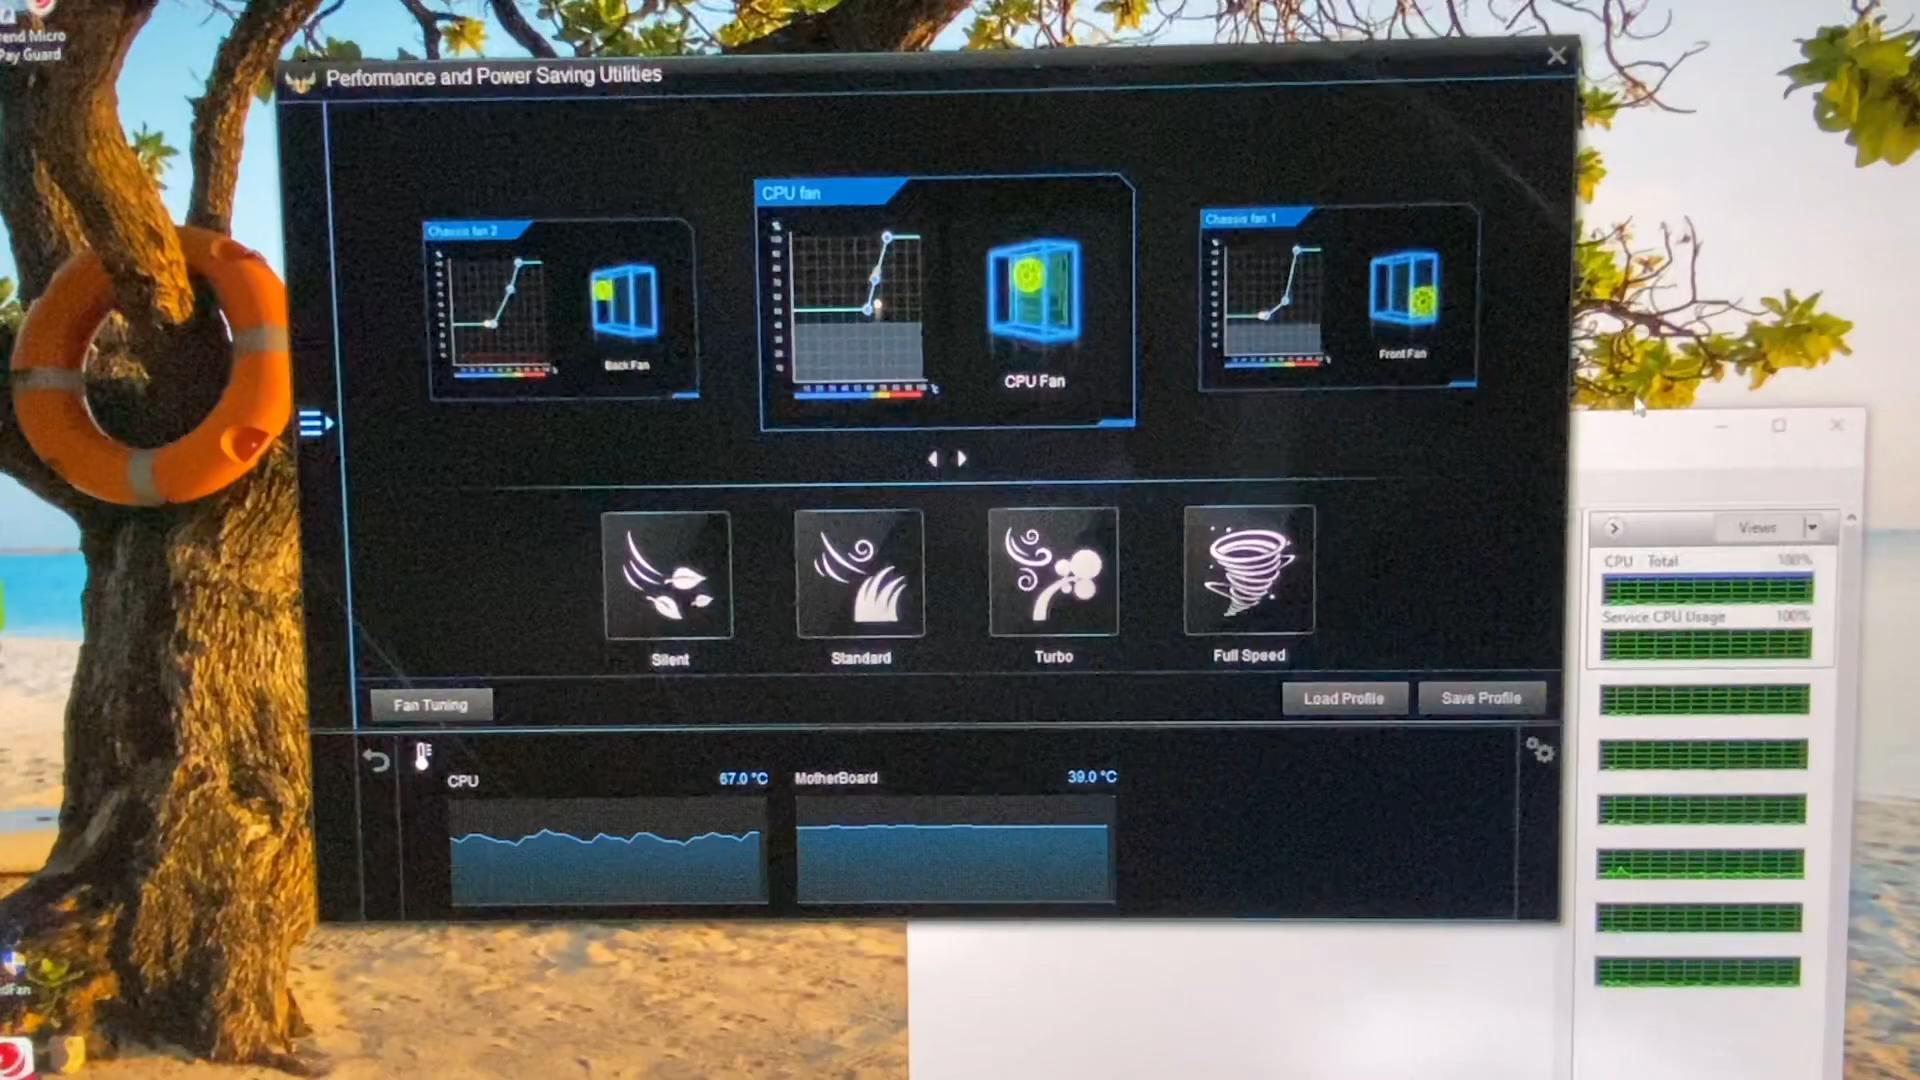 rend Micro
Pay Guard
Performance and Power Saving Utilities
Chassis fan 2
Back Fan
CPU fan
CPU Fan
Chassis fan 1
Front Fan
Silent
Standard
Turbo
Full Speed
Fan Tuning
Load Profile
Save Profile
CPU
67.0 °C
MotherBoard
39.0 °C
Views
CPU - Total
100%
Service CPU Usage
100%
dFan